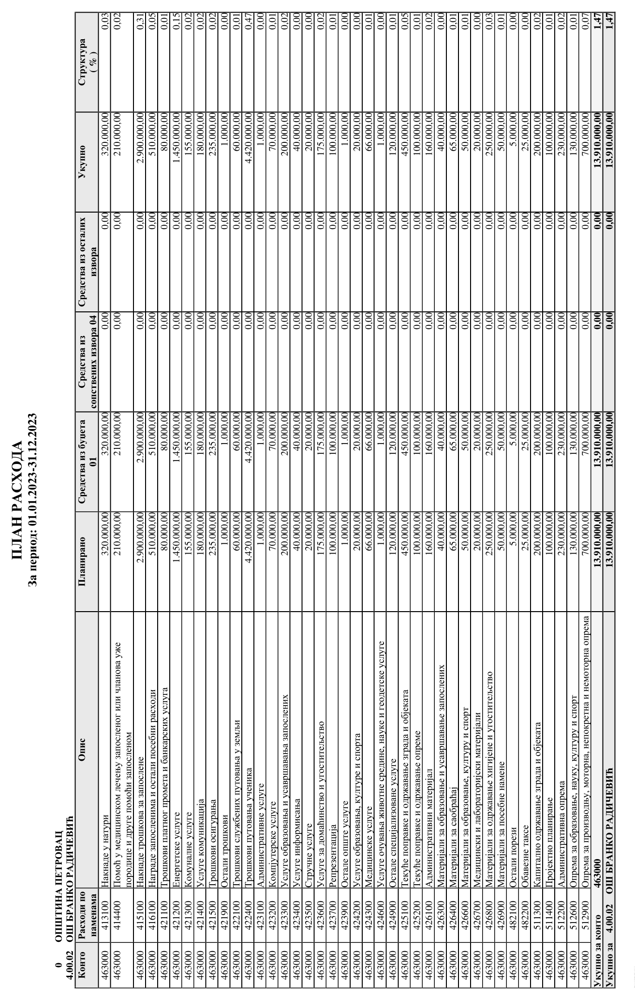 ПЛАН РАСХОДА
За период: 01.01.2023-31.12.2023
0 ОПШТИНА ПЕТРОВАЦ
4.00.02 ОШ БРАНКО РАДИЧЕВИЋ
Конто Расходи по наменама Опис Планирано Средства из буџета 01 Средства из сопствених извора 04 Средства из осталих извора Укупно Структура ( % )
463000 413100 Накнаде у натури 320.000,00 320.000,00 0,00 0,00 320.000,00 0,03
463000 414400 Помоћ у медицинском лечењу запосленог или чланова уже 210.000,00 210.000,00 0,00 0,00 210.000,00 0,02
породице и друге помоћи запосленом
463000 415100 Накнаде трошкова за запослене 2.900.000,00 2.900.000,00 0,00 0,00 2.900.000,00 0,31
463000 416100 Награде запосленима и остали посебни расходи 510.000,00 510.000,00 0,00 0,00 510.000,00 0,05
463000 421100 Трошкови платног промета и банкарских услуга 80.000,00 80.000,00 0,00 0,00 80.000,00 0,01
463000 421200 Енергетске услуге 1.450.000,00 1.450.000,00 0,00 0,00 1.450.000,00 0,15
463000 421300 Комуналне услуге 155.000,00 155.000,00 0,00 0,00 155.000,00 0,02
463000 421400 Услуге комуникација 180.000,00 180.000,00 0,00 0,00 180.000,00 0,02
463000 421500 Трошкови осигурања 235.000,00 235.000,00 0,00 0,00 235.000,00 0,02
463000 421900 Остали трошкови 1.000,00 1.000,00 0,00 0,00 1.000,00 0,00
463000 422100 Трошкови службених путовања у земљи 60.000,00 60.000,00 0,00 0,00 60.000,00 0,01
463000 422400 Трошкови путовања ученика 4.420.000,00 4.420.000,00 0,00 0,00 4.420.000,00 0,47
463000 423100 Административне услуге 1.000,00 1.000,00 0,00 0,00 1.000,00 0,00
463000 423200 Компјутерске услуге 70.000,00 70.000,00 0,00 0,00 70.000,00 0,01
463000 423300 Услуге образовања и усавршавања запослених 200.000,00 200.000,00 0,00 0,00 200.000,00 0,02
463000 423400 Услуге информисања 40.000,00 40.000,00 0,00 0,00 40.000,00 0,00
463000 423500 Стручне услуге 20.000,00 20.000,00 0,00 0,00 20.000,00 0,00
463000 423600 Услуге за домаћинство и угоститељство 175.000,00 175.000,00 0,00 0,00 175.000,00 0,02
463000 423700 Репрезентација 100.000,00 100.000,00 0,00 0,00 100.000,00 0,01
463000 423900 Остале опште услуге 1.000,00 1.000,00 0,00 0,00 1.000,00 0,00
463000 424200 Услуге образовања, културе и спорта 20.000,00 20.000,00 0,00 0,00 20.000,00 0,00
463000 424300 Медицинске услуге 66.000,00 66.000,00 0,00 0,00 66.000,00 0,01
463000 424600 Услуге очувања животне средине, науке и геодетске услуге 1.000,00 1.000,00 0,00 0,00 1.000,00 0,00
463000 424900 Остале специјализоване услуге 120.000,00 120.000,00 0,00 0,00 120.000,00 0,01
463000 425100 Текуће поправке и одржавање зграда и објеката 450.000,00 450.000,00 0,00 0,00 450.000,00 0,05
463000 425200 Текуће поправке и одржавање опреме 100.000,00 100.000,00 0,00 0,00 100.000,00 0,01
463000 426100 Административни материјал 160.000,00 160.000,00 0,00 0,00 160.000,00 0,02
463000 426300 Материјали за образовање и усавршавање запослених 40.000,00 40.000,00 0,00 0,00 40.000,00 0,00
463000 426400 Материјали за саобраћај 65.000,00 65.000,00 0,00 0,00 65.000,00 0,01
463000 426600 Материјали за образовање, културу и спорт 50.000,00 50.000,00 0,00 0,00 50.000,00 0,01
463000 426700 Медицински и лабораторијски материјали 20.000,00 20.000,00 0,00 0,00 20.000,00 0,00
463000 426800 Материјали за одржавање хигијене и угоститељство 250.000,00 250.000,00 0,00 0,00 250.000,00 0,03
463000 426900 Материјали за посебне намене 50.000,00 50.000,00 0,00 0,00 50.000,00 0,01
463000 482100 Остали порези 5.000,00 5.000,00 0,00 0,00 5.000,00 0,00
463000 482200 Обавезне таксе 25.000,00 25.000,00 0,00 0,00 25.000,00 0,00
463000 511300 Капитално одржавање зграда и објеката 200.000,00 200.000,00 0,00 0,00 200.000,00 0,02
463000 511400 Пројектно планирање 100.000,00 100.000,00 0,00 0,00 100.000,00 0,01
463000 512200 Административна опрема 230.000,00 230.000,00 0,00 0,00 230.000,00 0,02
463000 512600 Опрема за образовање, науку, културу и спорт 130.000,00 130.000,00 0,00 0,00 130.000,00 0,01
463000 512900 Опрема за производњу, моторна, непокретна и немоторна опрема 700.000,00 700.000,00 0,00 0,00 700.000,00 0,07
Укупно за конто 463000 13.910.000,00 13.910.000,00 0,00 0,00 13.910.000,00 1,47
Укупно за 4.00.02 ОШ БРАНКО РАДИЧЕВИЋ 13.910.000,00 13.910.000,00 0,00 0,00 13.910.000,00 1,47